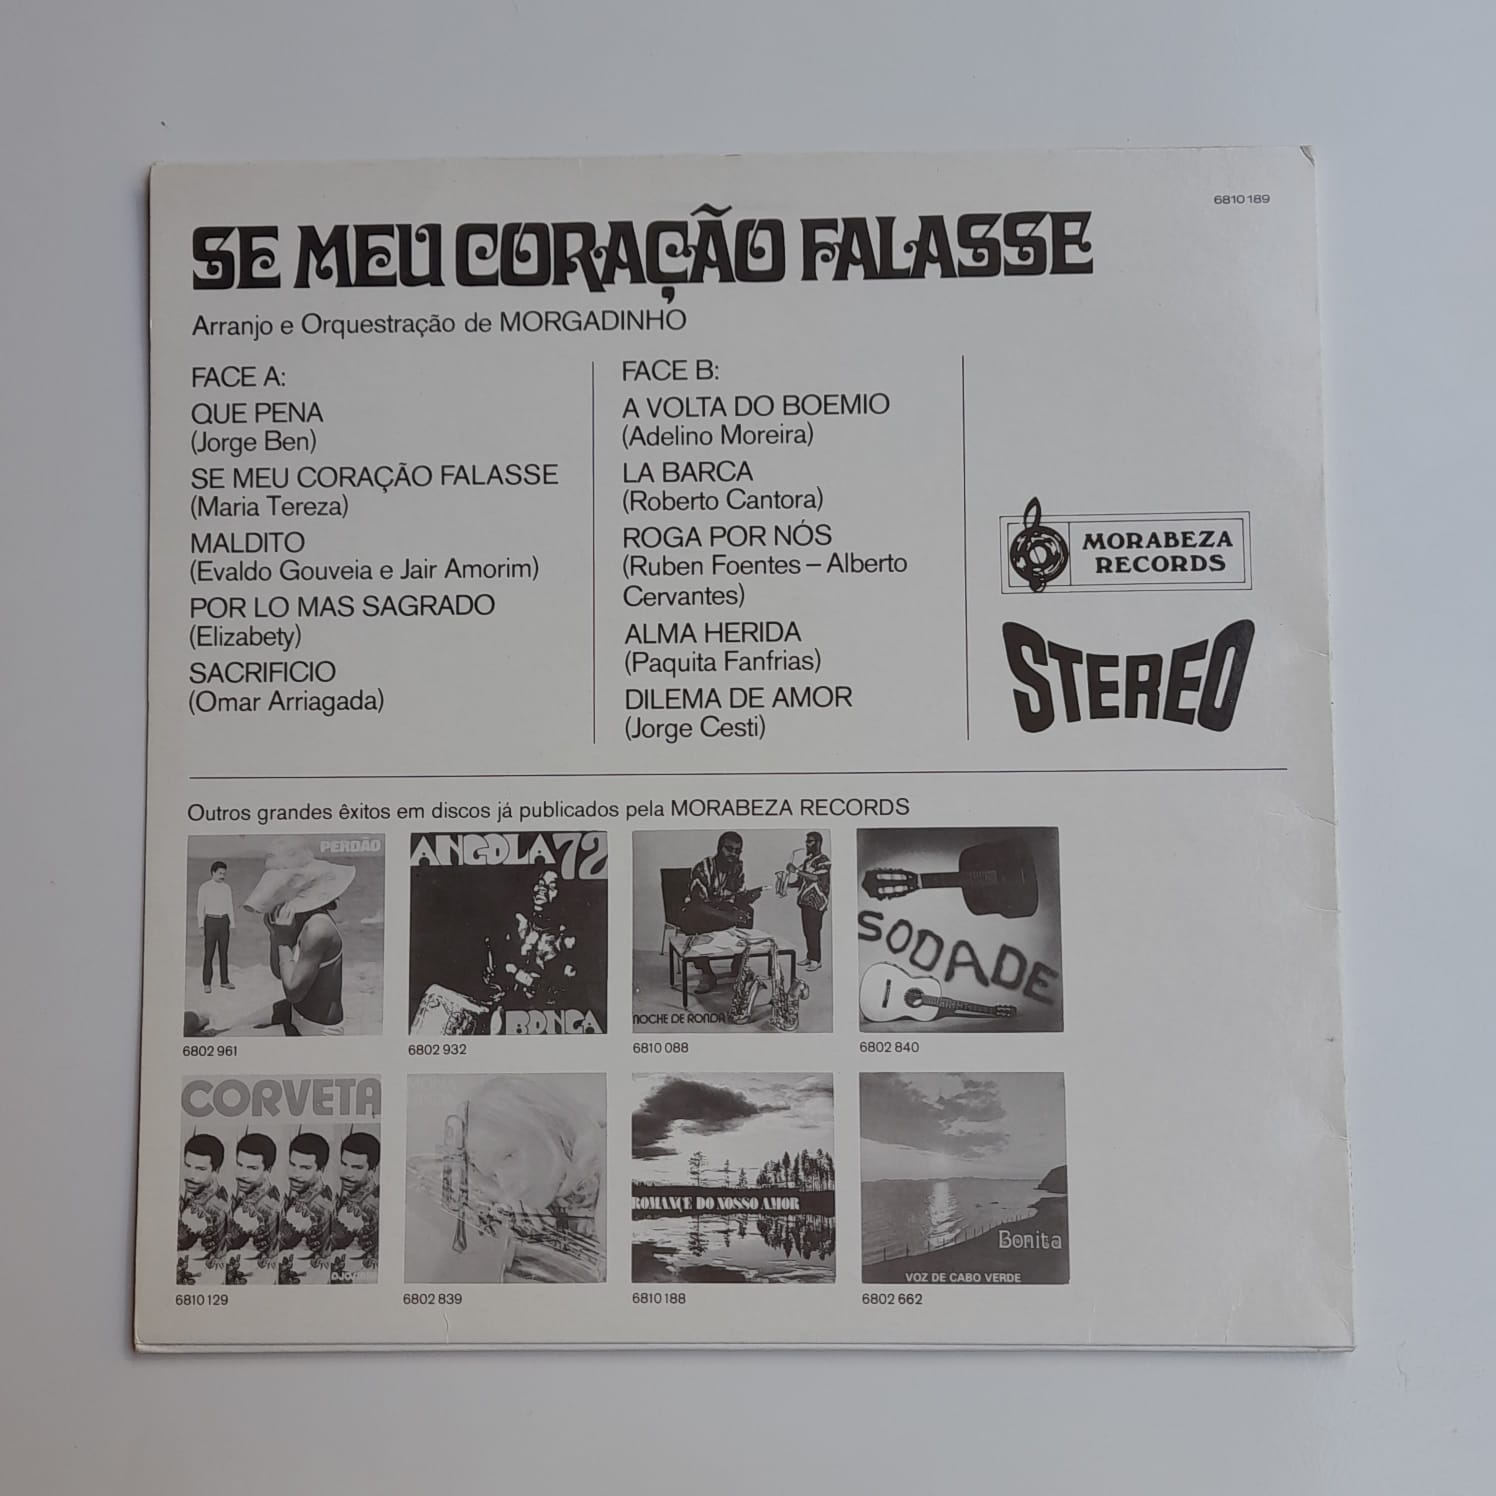 6810 189
SE MEU CORAÇÃO FALASSE
Arranjo e Orquestração de MORGADINHO
FACE A:
QUE PENA
(Jorge Ben)
SE MEU CORAÇÃO FALASSE
(Maria Tereza)
MALDITO
(Evaldo Gouveia e Jair Amorim)
POR LO MAS SAGRADO
(Elizabety)
SACRIFICIO
(Omar Arriagada)
FACE B:
A VOLTA DO BOEMIO
(Adelino Moreira)
LA BARCA
(Roberto Cantora)
ROGA POR NÓS
(Ruben Foentes – Alberto
Cervantes)
ALMA HERIDA
(Paquita Fanfrias)
DILEMA DE AMOR
(Jorge Cesti)
MORABEZA
RECORDS
STEREO
Outros grandes êxitos em discos já publicados pela MORABEZA RECORDS
PERDÃO
6802 961
ANGOLA 72
BONGA
6802 932
NOCHE DE RONDA
6810 088
SODADE
6802 840
CORVETA
6810 129
6802 839
ROMANCE DO NOSSO AMOR
6810 188
Bonita
VOZ DE CABO VERDE
6802 662